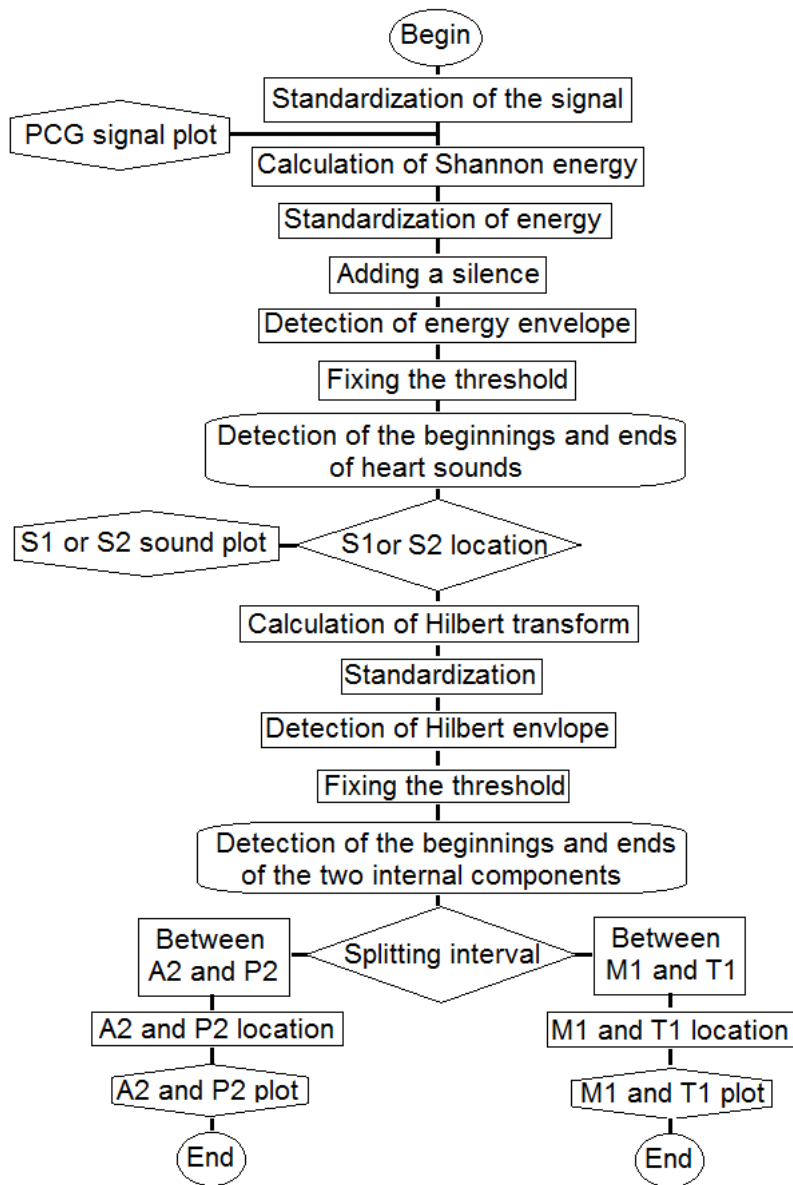 Begin
Standardization of the signal
PCG signal plot
Calculation of Shannon energy
Standardization of energy
Adding a silence
Detection of energy envelope
Fixing the threshold
Detection of the beginnings and ends
of heart sounds
S1 or S2 sound plot
S1or S2 location
Calculation of Hilbert transform
Standardization
Detection of Hilbert envlope
Fixing the threshold
Detection of the beginnings and ends
of the two internal components
Between
A2 and P2
Splitting interval
Between
M1 and T1
A2 and P2 location
M1 and T1 location
A2 and P2 plot
M1 and T1 plot
End
End